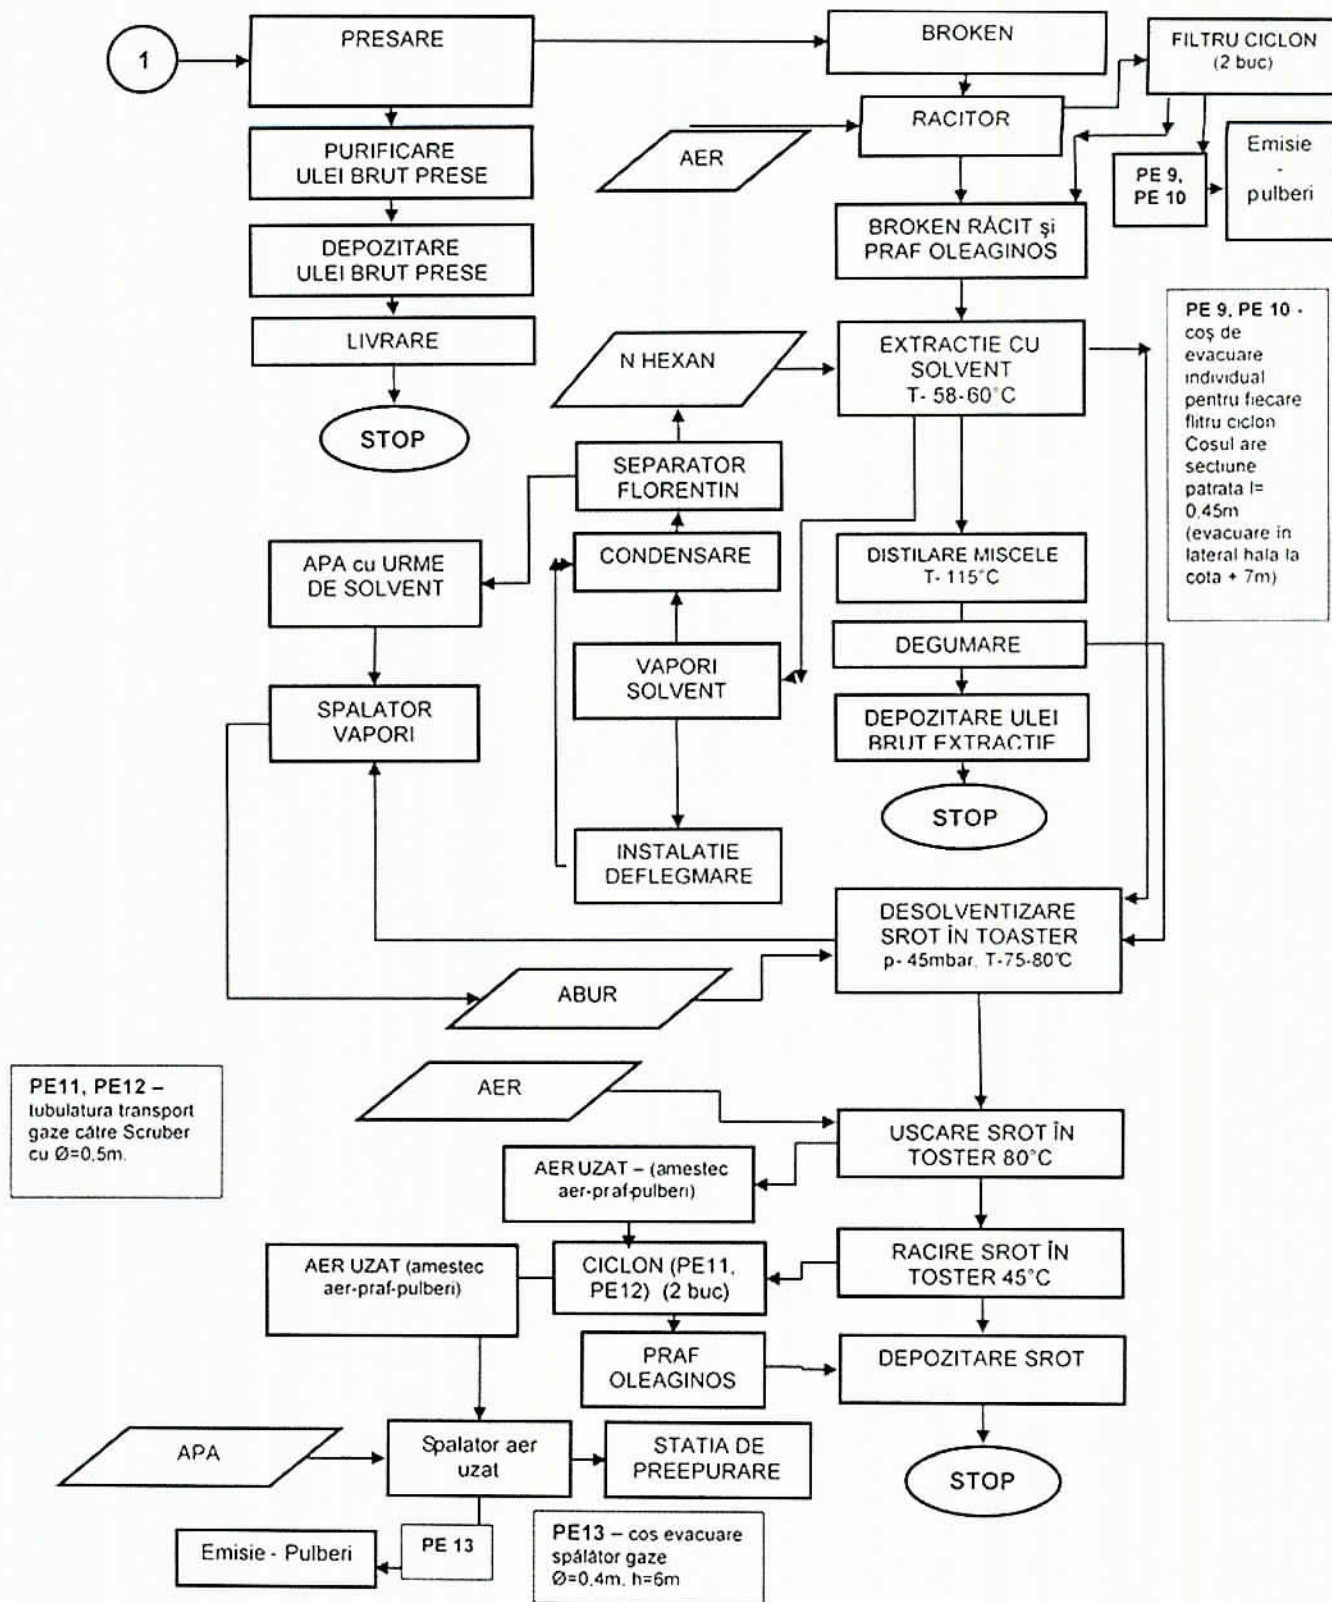 1
PRESARE
BROKEN
FILTRU CICLON
(2 buc)
RACITOR
AER
PURIFICARE
ULEI BRUT PRESE
PE 9,
PE 10
Emisie
-
pulberi
BROKEN RĂCIT şi
PRAF OLEAGINOS
DEPOZITARE
ULEI BRUT PRESE
LIVRARE
STOP
N HEXAN
EXTRACTIE CU
SOLVENT
T- 58-60°C
PE 9, PE 10 -
coş de
evacuare
individual
pentru fiecare
flitru ciclon
Cosul are
sectiune
patrata l=
0,45m
(evacuare in
lateral hala la
cota + 7m)
SEPARATOR
FLORENTIN
APA cu URME
DE SOLVENT
CONDENSARE
DISTILARE MISCELE
T- 115°C
DEGUMARE
VAPORI
SOLVENT
SPALATOR
VAPORI
DEPOZITARE ULEI
BRUT EXTRACTIE
STOP
INSTALATIE
DEFLEGMARE
DESOLVENTIZARE
SROT ÎN TOASTER
p- 45mbar, T-75-80°C
ABUR
AER
PE11, PE12 –
tubulatura transport
gaze către Scruber
cu Ø=0,5m.
USCARE SROT ÎN
TOSTER 80°C
AER UZAT – (amestec
aer-praf-pulberi)
AER UZAT (amestec
aer-praf-pulberi)
CICLON (PE11,
PE12) (2 buc)
RACIRE SROT ÎN
TOSTER 45°C
PRAF
OLEAGINOS
DEPOZITARE SROT
APA
Spalator aer
uzat
STATIA DE
PREEPURARE
STOP
Emisie - Pulberi
PE 13
PE13 – cos evacuare
spălător gaze
Ø=0,4m, h=6m